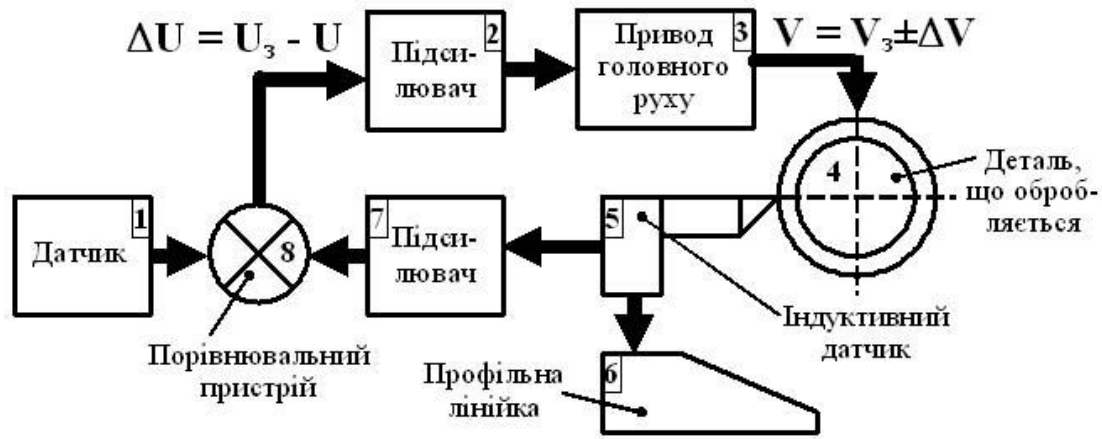 ΔU = Uз - U
2
Підси-
лювач
3
Привод
головного
руху
V = Vз±ΔV
4
Деталь,
що оброб-
ляється
1
Датчик
8
7
Підси-
лювач
5
Індуктивний
датчик
Порівнювальний
пристрій
6
Профільна
лінійка